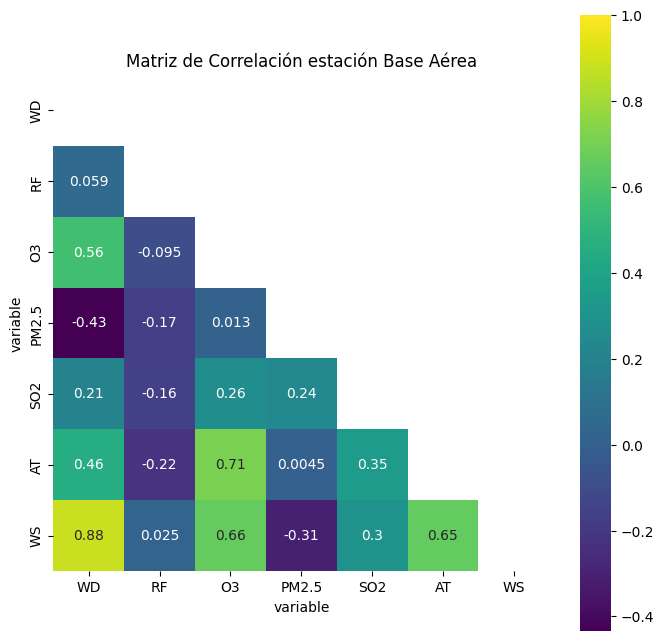 Matriz de Correlación estación Base Aérea
variable
WD
RF
O3
PM2.5
SO2
AT
WS
0.059
0.56 -0.095
-0.43 -0.17 0.013
0.21 -0.16 0.26 0.24
0.46 -0.22 0.71 0.0045 0.35
0.88 0.025 0.66 -0.31 0.3 0.65
WD RF O3 PM2.5 SO2 AT WS
variable
1.0
0.8
0.6
0.4
0.2
0.0
−0.2
−0.4